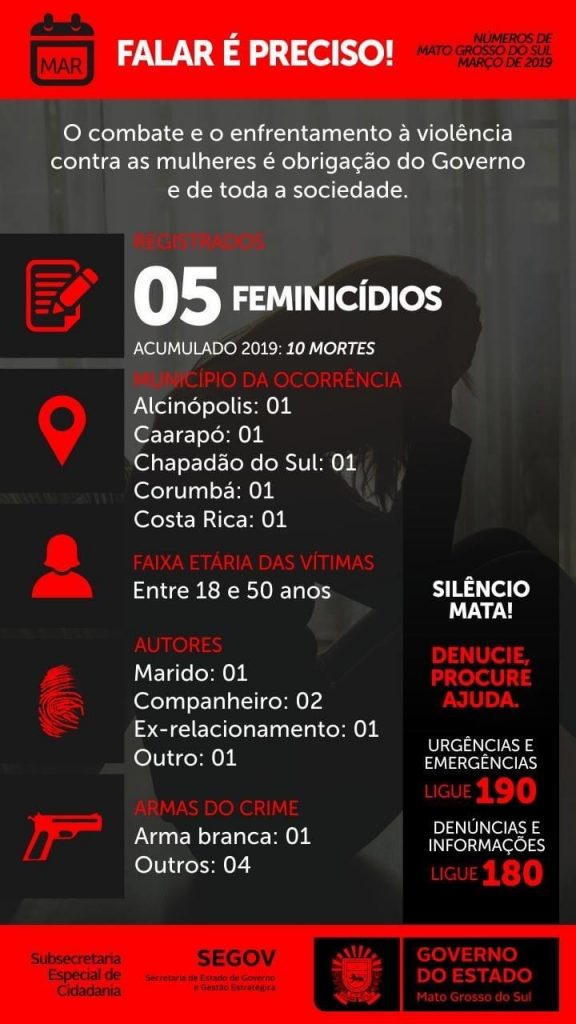 MAR
FALAR É PRECISO!
NÚMEROS DE
MATO GROSSO DO SUL
MARÇO DE 2019
O combate e o enfrentamento à violência
contra as mulheres é obrigação do Governo
e de toda a sociedade.
REGISTRADOS
05 FEMINICÍDIOS
ACUMULADO 2019: 10 MORTES
MUNICÍPIO DA OCORRÊNCIA
Alcinópolis: 01
Caarapó: 01
Chapadão do Sul: 01
Corumbá: 01
Costa Rica: 01
FAIXA ETÁRIA DAS VÍTIMAS
Entre 18 e 50 anos
AUTORES
Marido: 01
Companheiro: 02
Ex-relacionamento: 01
Outro: 01
ARMAS DO CRIME
Arma branca: 01
Outros: 04
SILÊNCIO
MATA!
DENUCIE,
PROCURE
AJUDA.
URGÊNCIAS E
EMERGÊNCIAS
LIGUE 190
DENÚNCIAS E
INFORMAÇÕES
LIGUE 180
Subsecretaria
Especial de
Cidadania
SEGOV
Secretaria de Estado de Governo
e Gestão Estratégica
GOVERNO
DO ESTADO
Mato Grosso do Sul